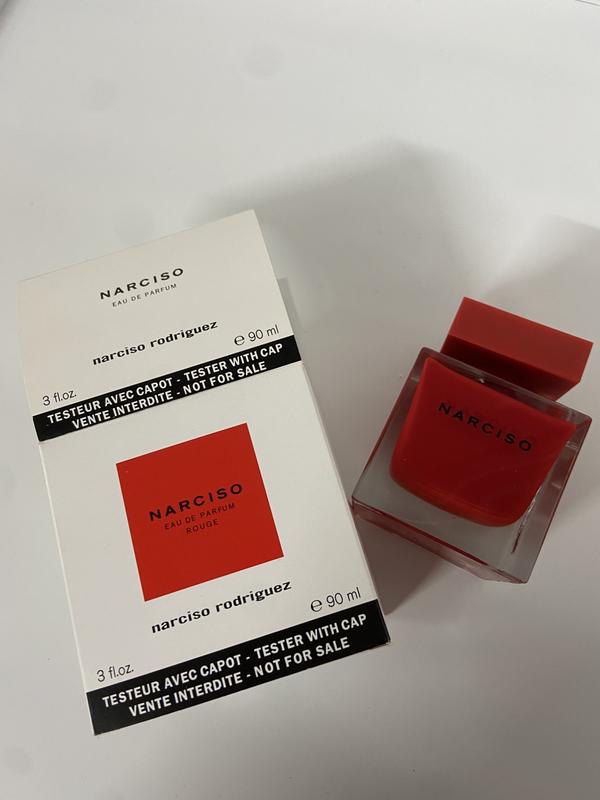 NARCISO
EAU DE PARFUM
narciso rodriguez
3 fl.oz. ℮ 90 ml
TESTEUR AVEC CAPOT - TESTER WITH CAP
VENTE INTERDITE - NOT FOR SALE
NARCISO
EAU DE PARFUM
ROUGE
narciso rodriguez
3 fl.oz. ℮ 90 ml
TESTEUR AVEC CAPOT - TESTER WITH CAP
VENTE INTERDITE - NOT FOR SALE
NARCISO